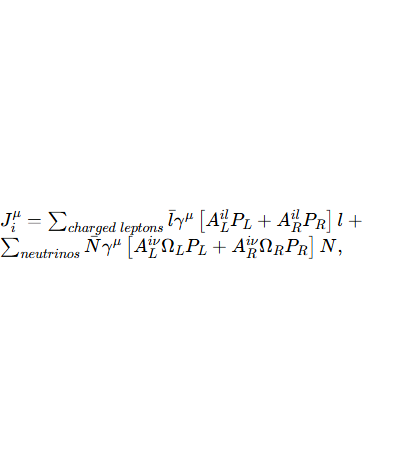 J_i^μ = ∑_{charged leptons} l̄γ^μ [A_L^{il} P_L + A_R^{il} P_R] l +
∑_{neutrinos} N̄γ^μ [A_L^{iν} Ω_L P_L + A_R^{iν} Ω_R P_R] N,